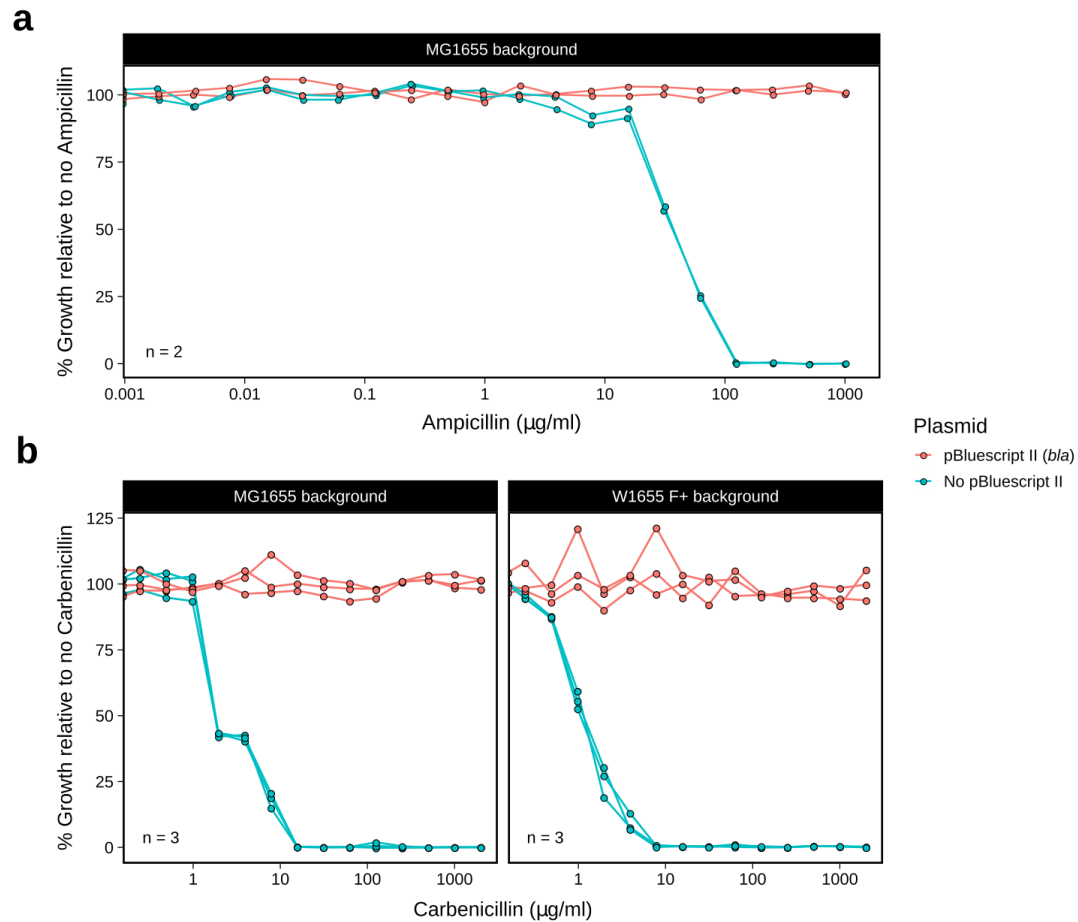 a
MG1655 background
% Growth relative to no Ampicillin
100
75
50
25
0
n = 2
0.001
0.01
0.1
1
10
100
1000
Ampicillin (µg/ml)
Plasmid
pBluescript II (bla)
No pBluescript II
b
MG1655 background
W1655 F+ background
% Growth relative to no Carbenicillin
125
100
75
50
25
0
n = 3
n = 3
1
10
100
1000
1
10
100
1000
Carbenicillin (µg/ml)